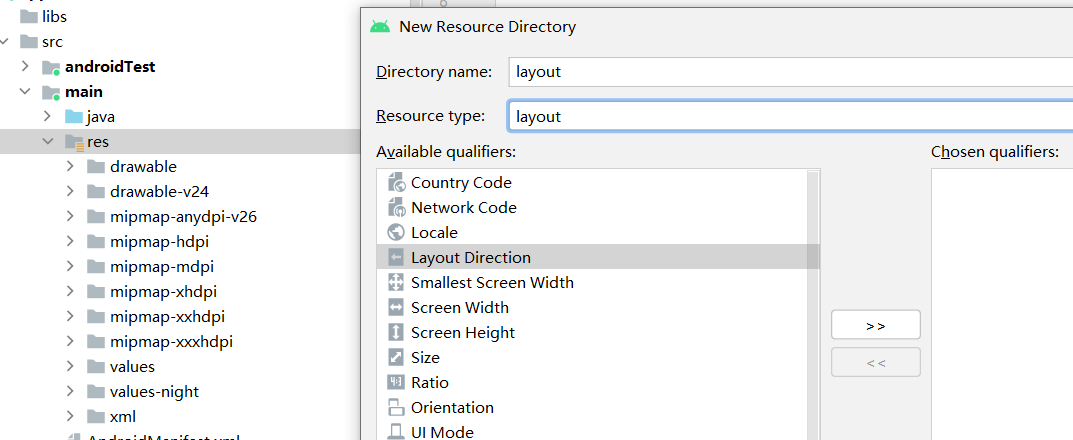 libs
src
androidTest
main
java
res
drawable
drawable-v24
mipmap-anydpi-v26
mipmap-hdpi
mipmap-mdpi
mipmap-xhdpi
mipmap-xxhdpi
mipmap-xxxhdpi
values
values-night
xml
New Resource Directory
Directory name: layout
Resource type: layout
Available qualifiers:
Country Code
Network Code
Locale
Layout Direction
Smallest Screen Width
Screen Width
Screen Height
Size
Ratio
Orientation
UI Mode
>>
<<
Chosen qualifiers: